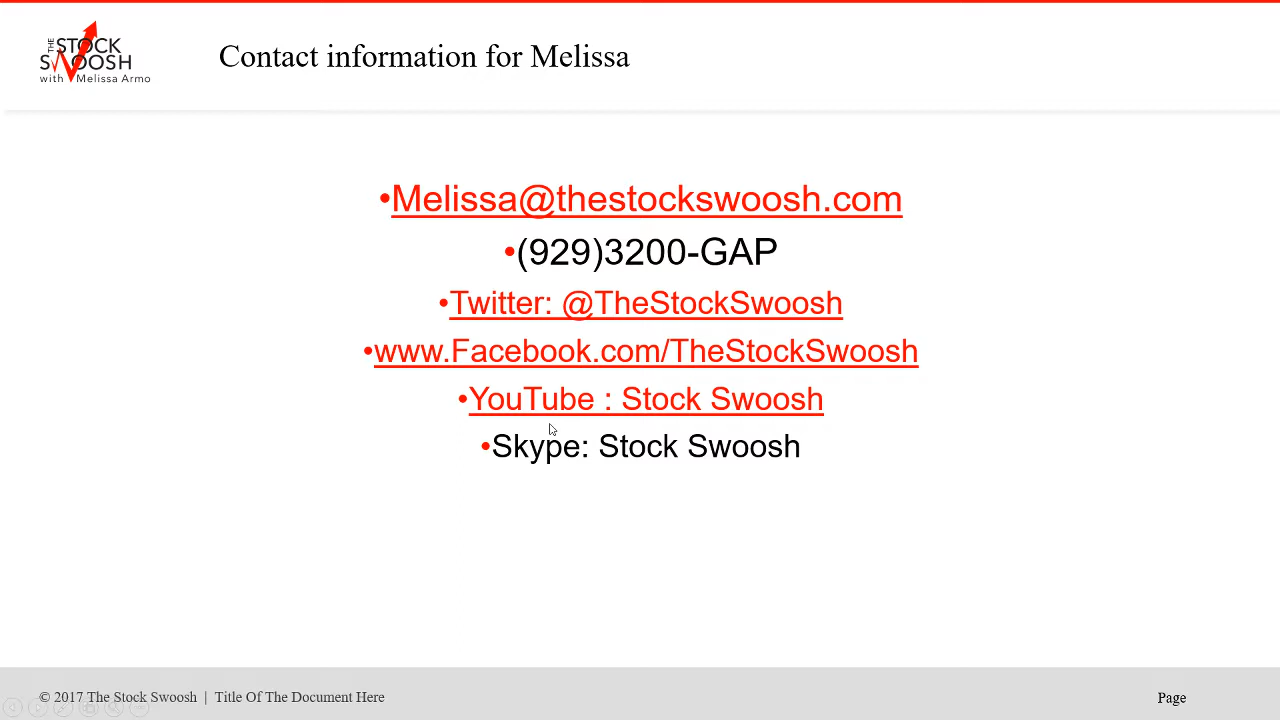 THE STOCK
SWOOSH
with Melissa Armo
Contact information for Melissa
•Melissa@thestockswoosh.com
•(929)3200-GAP
•Twitter: @TheStockSwoosh
•www.Facebook.com/TheStockSwoosh
•YouTube : Stock Swoosh
•Skype: Stock Swoosh
© 2017 The Stock Swoosh | Title Of The Document Here
Page